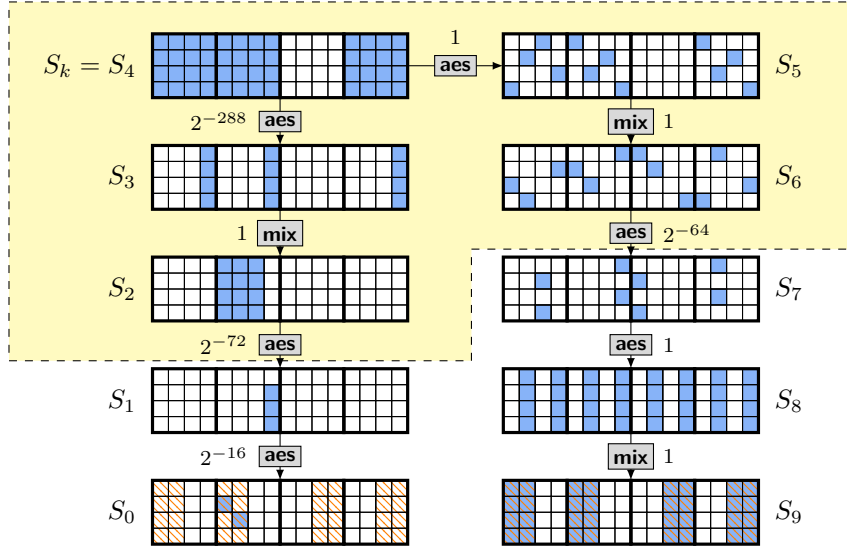 1
$S_k = S_4$ aes $S_5$
$2^{-288}$ aes mix 1
$S_3$ $S_6$
1 mix aes $2^{-64}$
$S_2$ $S_7$
$2^{-72}$ aes aes 1
$S_1$ $S_8$
$2^{-16}$ aes mix 1
$S_0$ $S_9$